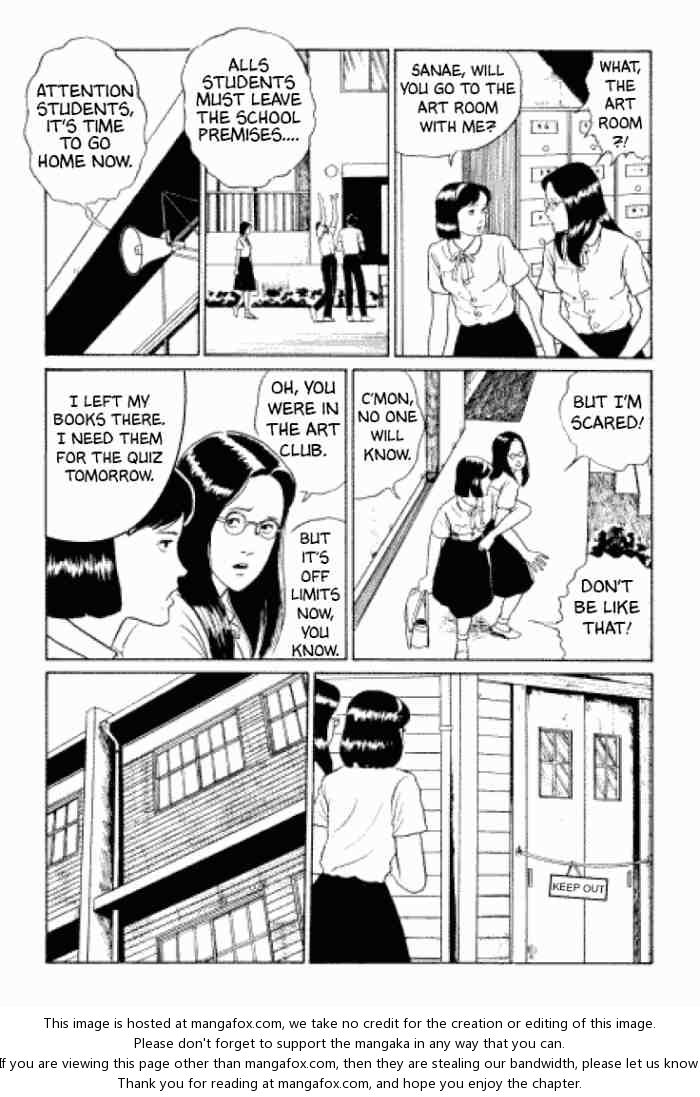 ATTENTION
STUDENTS,
IT'S TIME
TO GO
HOME NOW.
ALLS
STUDENTS
MUST LEAVE
THE SCHOOL
PREMISES....
SANAE, WILL
YOU GO TO THE
ART ROOM
WITH ME?
WHAT,
THE
ART
ROOM
?!
I LEFT MY
BOOKS THERE.
I NEED THEM
FOR THE QUIZ
TOMORROW.
OH, YOU
WERE IN
THE ART
CLUB.
BUT
IT'S
OFF
LIMITS
NOW,
YOU
KNOW.
C'MON,
NO ONE
WILL
KNOW.
BUT I'M
SCARED!
DON'T
BE LIKE
THAT!
KEEP OUT
This image is hosted at mangafox.com, we take no credit for the creation or editing of this image.
Please don't forget to support the mangaka in any way that you can.
If you are viewing this page other than mangafox.com, then they are stealing our bandwidth, please let us know
Thank you for reading at mangafox.com, and hope you enjoy the chapter.